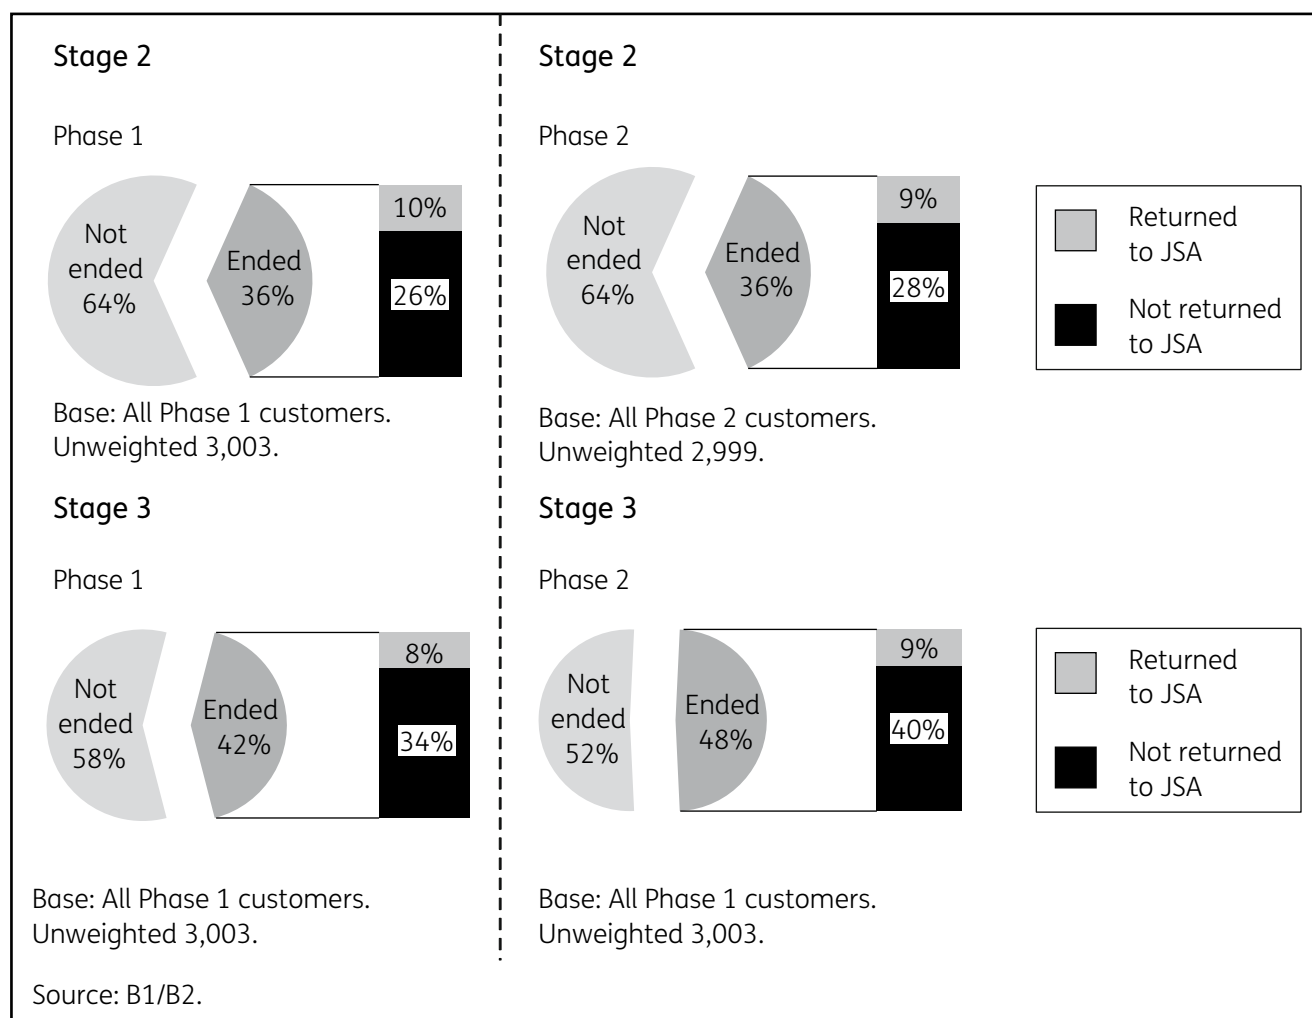 Stage 2
Phase 1
Not
ended
64%
Ended
36%
10%
26%
Base: All Phase 1 customers.
Unweighted 3,003.
Stage 2
Phase 2
Not
ended
64%
Ended
36%
9%
28%
Base: All Phase 2 customers.
Unweighted 2,999.
Returned
to JSA
Not returned
to JSA
Stage 3
Phase 1
Not
ended
58%
Ended
42%
8%
34%
Base: All Phase 1 customers.
Unweighted 3,003.
Stage 3
Phase 2
Not
ended
52%
Ended
48%
9%
40%
Base: All Phase 1 customers.
Unweighted 3,003.
Returned
to JSA
Not returned
to JSA
Source: B1/B2.